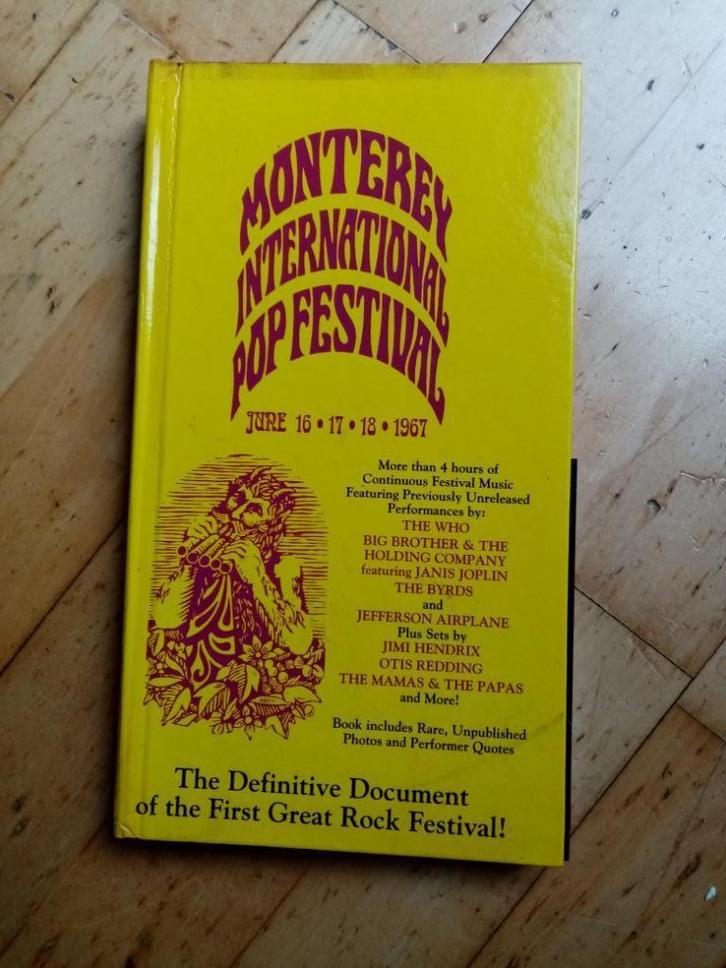 MONTEREY
INTERNATIONAL
POP FESTIVAL
JUNE 16 • 17 • 18 • 1967
More than 4 hours of
Continuous Festival Music
Featuring Previously Unreleased
Performances by:
THE WHO
BIG BROTHER & THE
HOLDING COMPANY
featuring JANIS JOPLIN
THE BYRDS
and
JEFFERSON AIRPLANE
Plus Sets by
JIMI HENDRIX
OTIS REDDING
THE MAMAS & THE PAPAS
and More!
Book includes Rare, Unpublished
Photos and Performer Quotes
The Definitive Document
of the First Great Rock Festival!